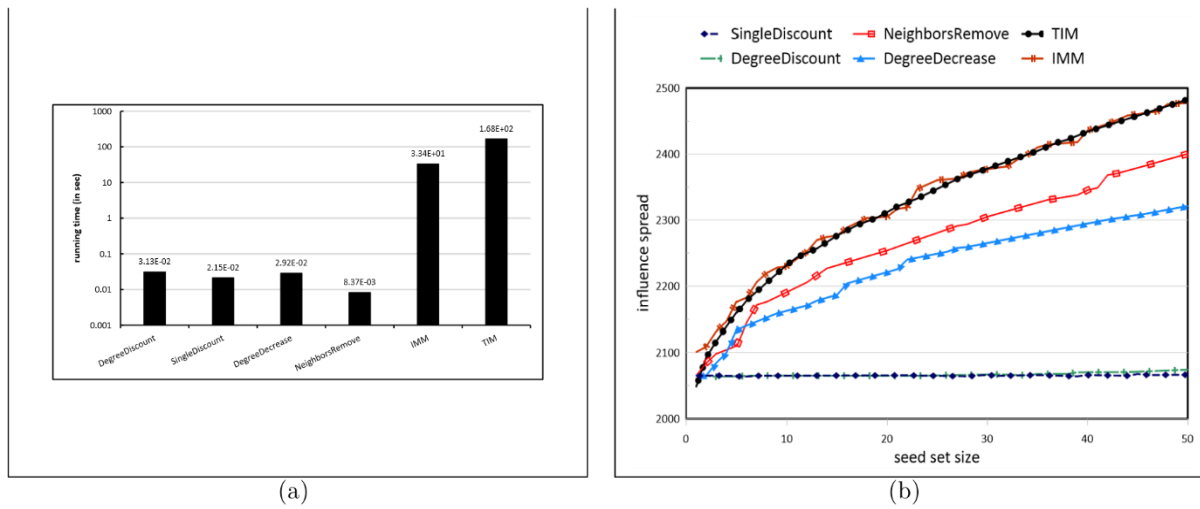 1000
100
10
1
0.1
0.01
0.001
running time (in sec)
3.13E-02
2.15E-02
2.92E-02
8.37E-03
3.34E+01
1.68E+02
DegreeDiscount
SingleDiscount
DegreeDecrease
NeighborsRemove
IMM
TIM
(a)
SingleDiscount NeighborsRemove TIM
DegreeDiscount DegreeDecrease IMM
2500
2400
2300
2200
2100
2000
influence spread
0 10 20 30 40 50
seed set size
(b)